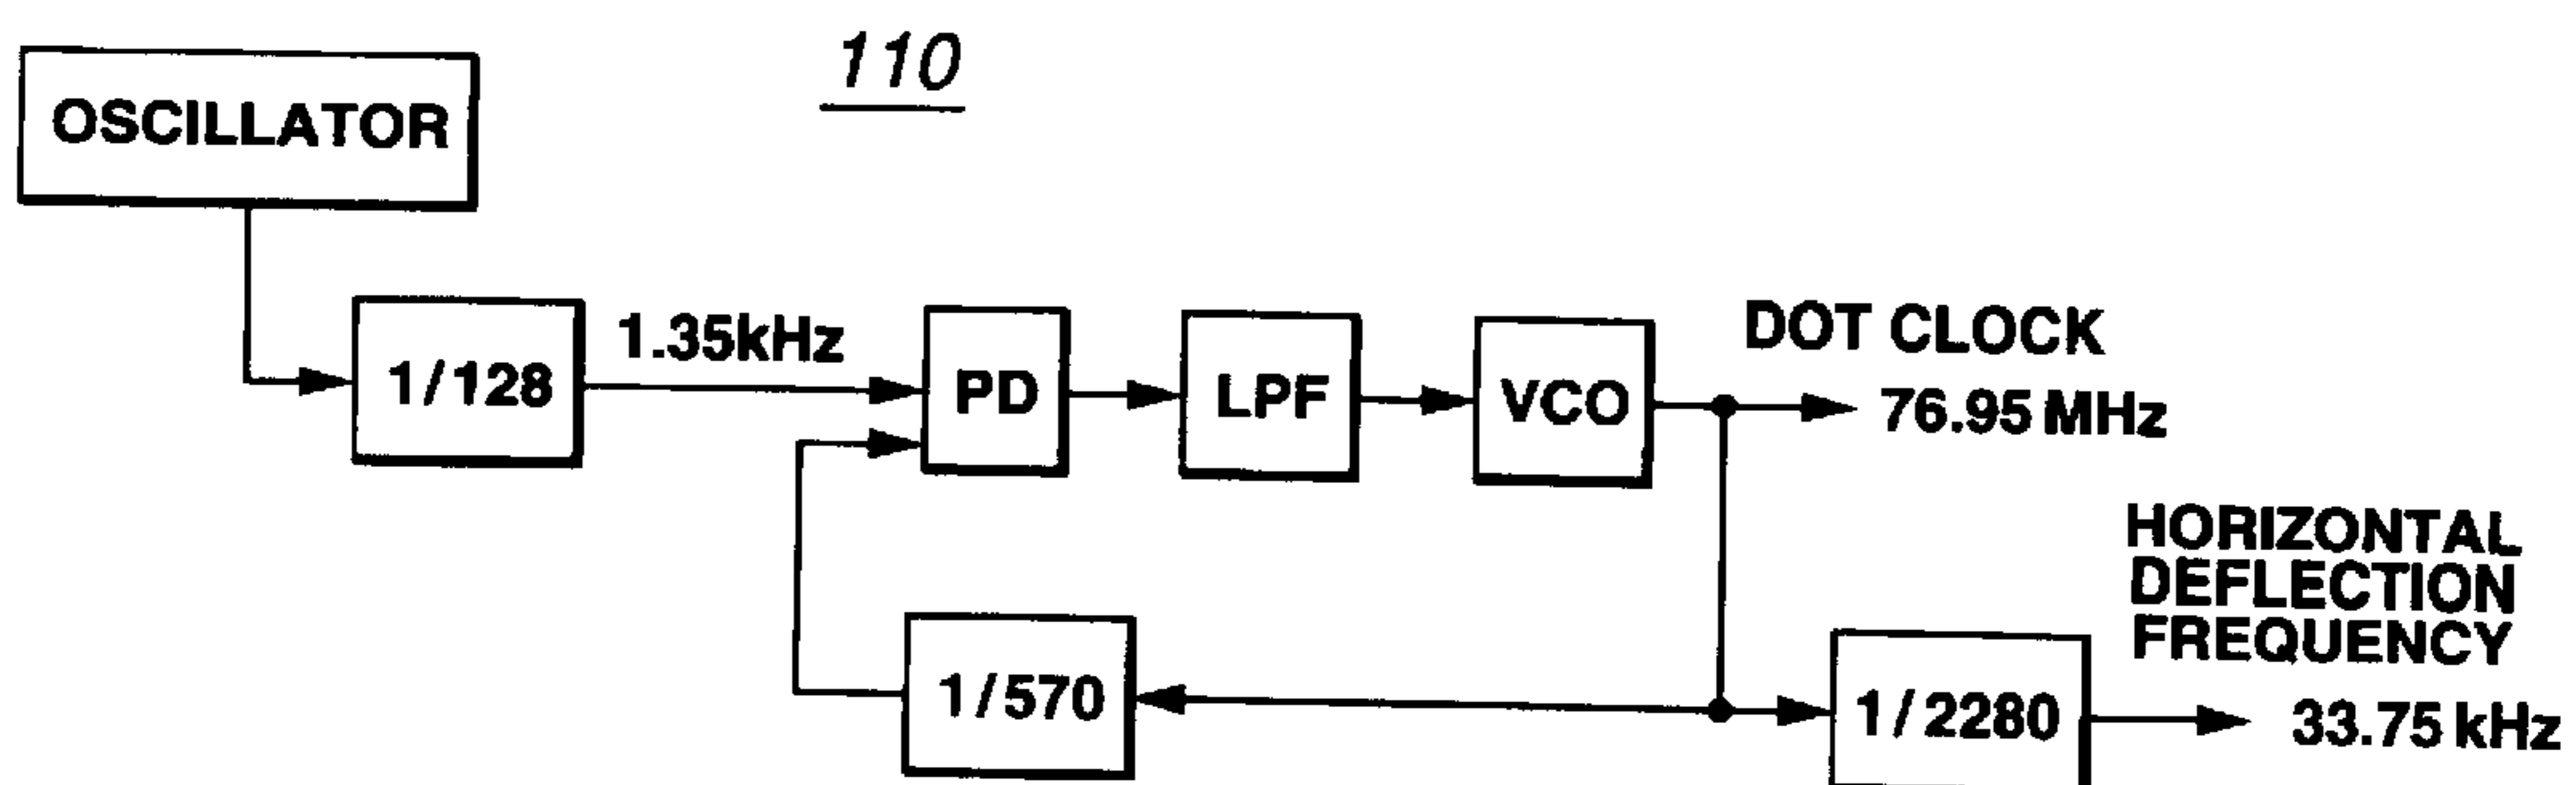 110
OSCILLATOR
1/128
1.35kHz
PD
LPF
VCO
DOT CLOCK
76.95 MHz
1/570
1/2280
HORIZONTAL
DEFLECTION
FREQUENCY
33.75 kHz